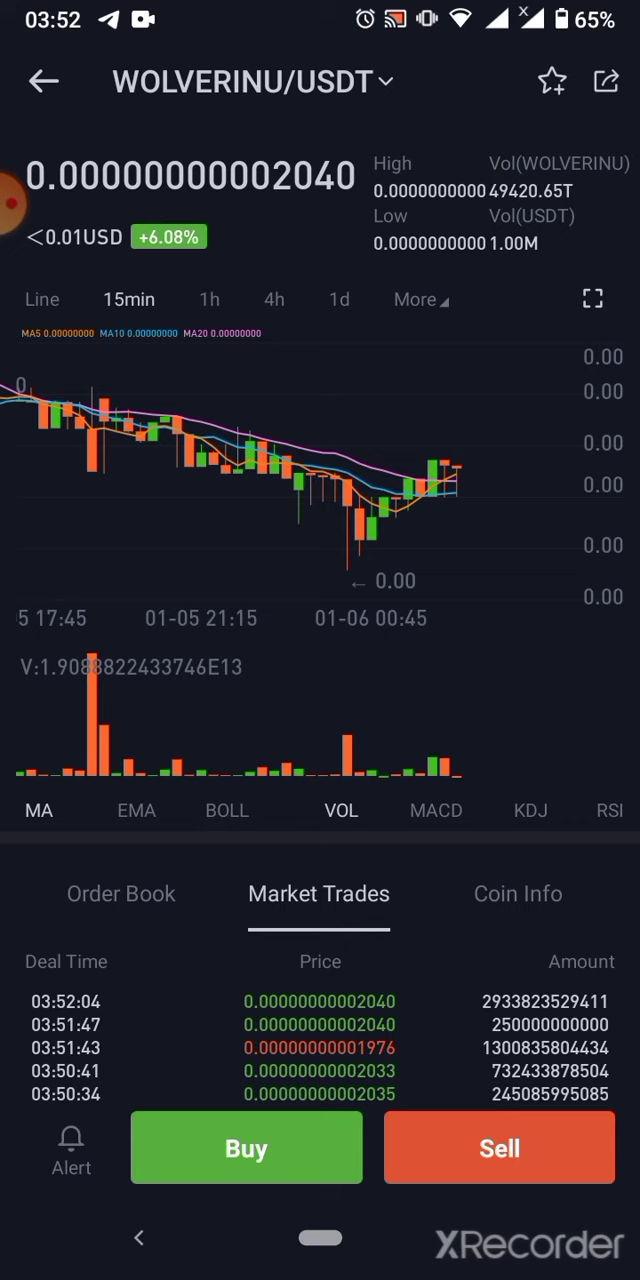 03:52 65%
WOLVERINU/USDT
0.00000000002040
High Vol(WOLVERINU)
0.0000000000 49420.65T
Low Vol(USDT)
0.0000000000 1.00M
<0.01USD +6.08%
Line 15min 1h 4h 1d More
MA5 0.00000000 MA10 0.00000000 MA20 0.00000000
0.00
0
0.00
0.00
0.00
0.00
← 0.00
0.00
5 17:45 01-05 21:15 01-06 00:45
V:1.9088822433746E13
MA EMA BOLL VOL MACD KDJ RSI
Order Book Market Trades Coin Info
Deal Time Price Amount
03:52:04 0.00000000002040 2933823529411
03:51:47 0.00000000002040 250000000000
03:51:43 0.00000000001976 1300835804434
03:50:41 0.00000000002033 732433878504
03:50:34 0.00000000002035 245085995085
Alert Buy Sell
XRecorder